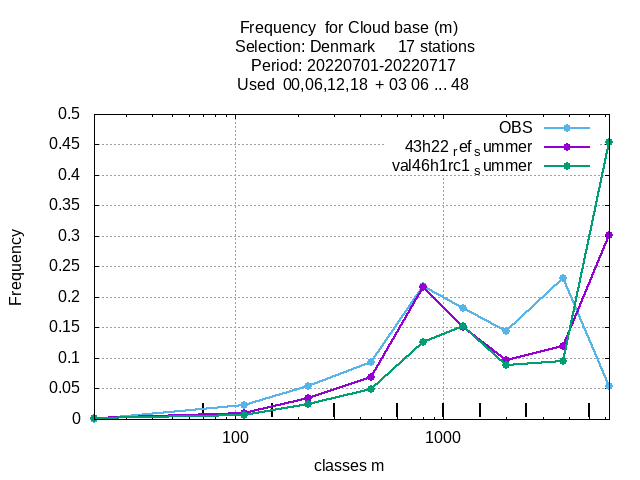 Frequency for Cloud base (m)
Selection: Denmark 17 stations
Period: 20220701-20220717
Used 00,06,12,18 + 03 06 ... 48
OBS
43h22 refsummer
val46h1rc1 summer
0.5
0.45
0.4
0.35
0.3
0.25
0.2
0.15
0.1
0.05
0
Frequency
100
1000
classes m